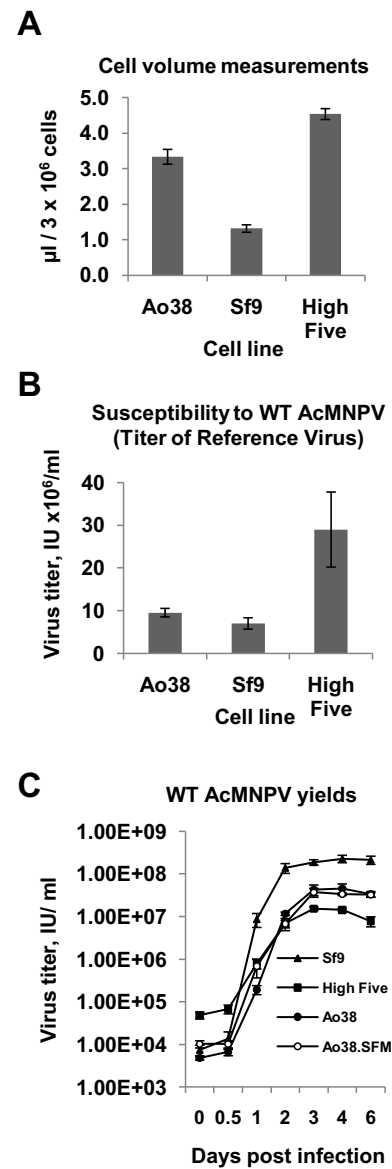 A
Cell volume measurements
µl / 3 x 10⁶ cells
5.0
4.0
3.0
2.0
1.0
0.0
Ao38 Sf9 High
Five
Cell line
B
Susceptibility to WT AcMNPV
(Titer of Reference Virus)
Virus titer, IU x10⁶/ml
40
30
20
10
0
Ao38 Sf9 High
Five
Cell line
C
WT AcMNPV yields
Virus titer, IU/ ml
1.00E+09
1.00E+08
1.00E+07
1.00E+06
1.00E+05
1.00E+04
1.00E+03
Sf9
High Five
Ao38
Ao38.SFM
0 0.5 1 2 3 4 6
Days post infection